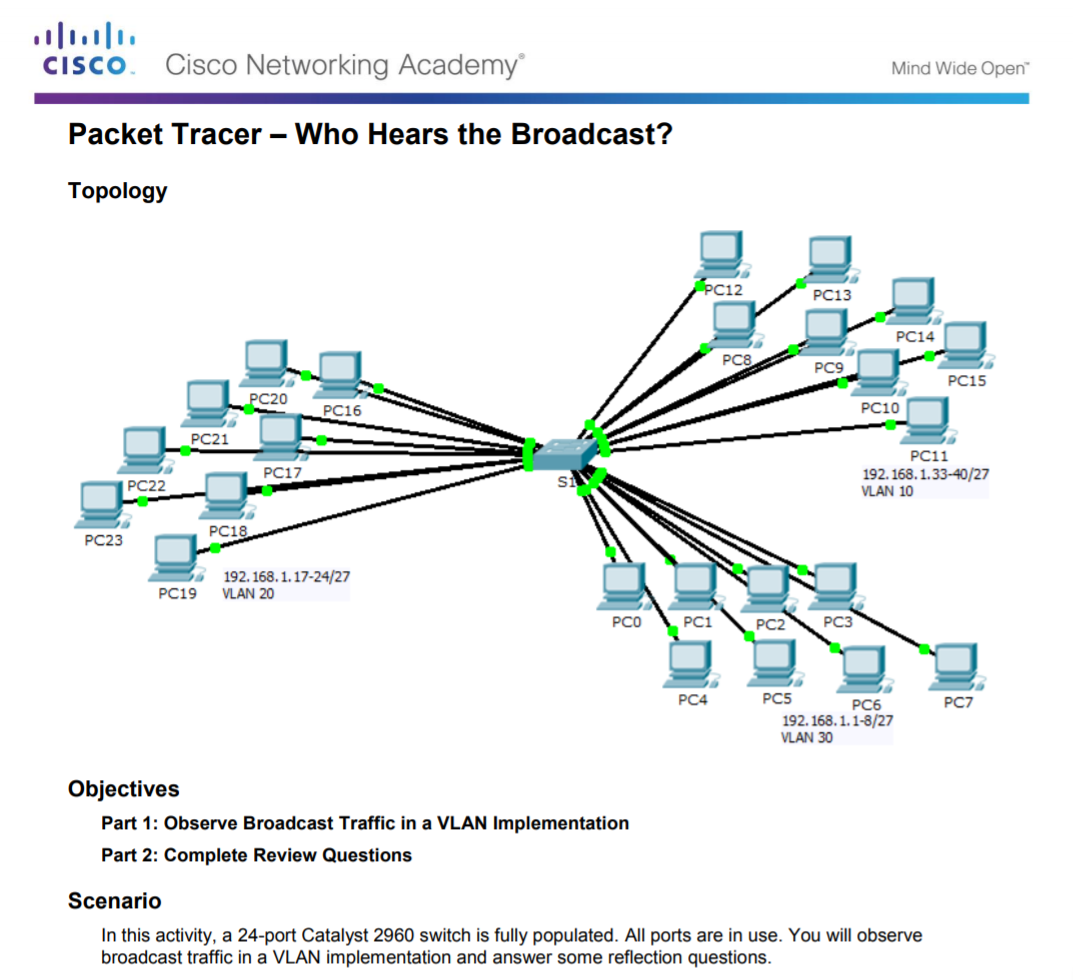 CISCO™ Cisco Networking Academy® Mind Wide Open™
Packet Tracer – Who Hears the Broadcast?
Topology
PC12
PC13
PC8
PC14
PC9
PC15
PC20
PC16
PC10
PC21
PC11
PC17
192.168.1.33-40/27
VLAN 10
S1
PC22
PC18
PC23
192.168.1.17-24/27
VLAN 20
PC19
PC0
PC1
PC2
PC3
PC4
PC5
PC6
PC7
192.168.1.1-8/27
VLAN 30
Objectives
Part 1: Observe Broadcast Traffic in a VLAN Implementation
Part 2: Complete Review Questions
Scenario
In this activity, a 24-port Catalyst 2960 switch is fully populated. All ports are in use. You will observe
broadcast traffic in a VLAN implementation and answer some reflection questions.